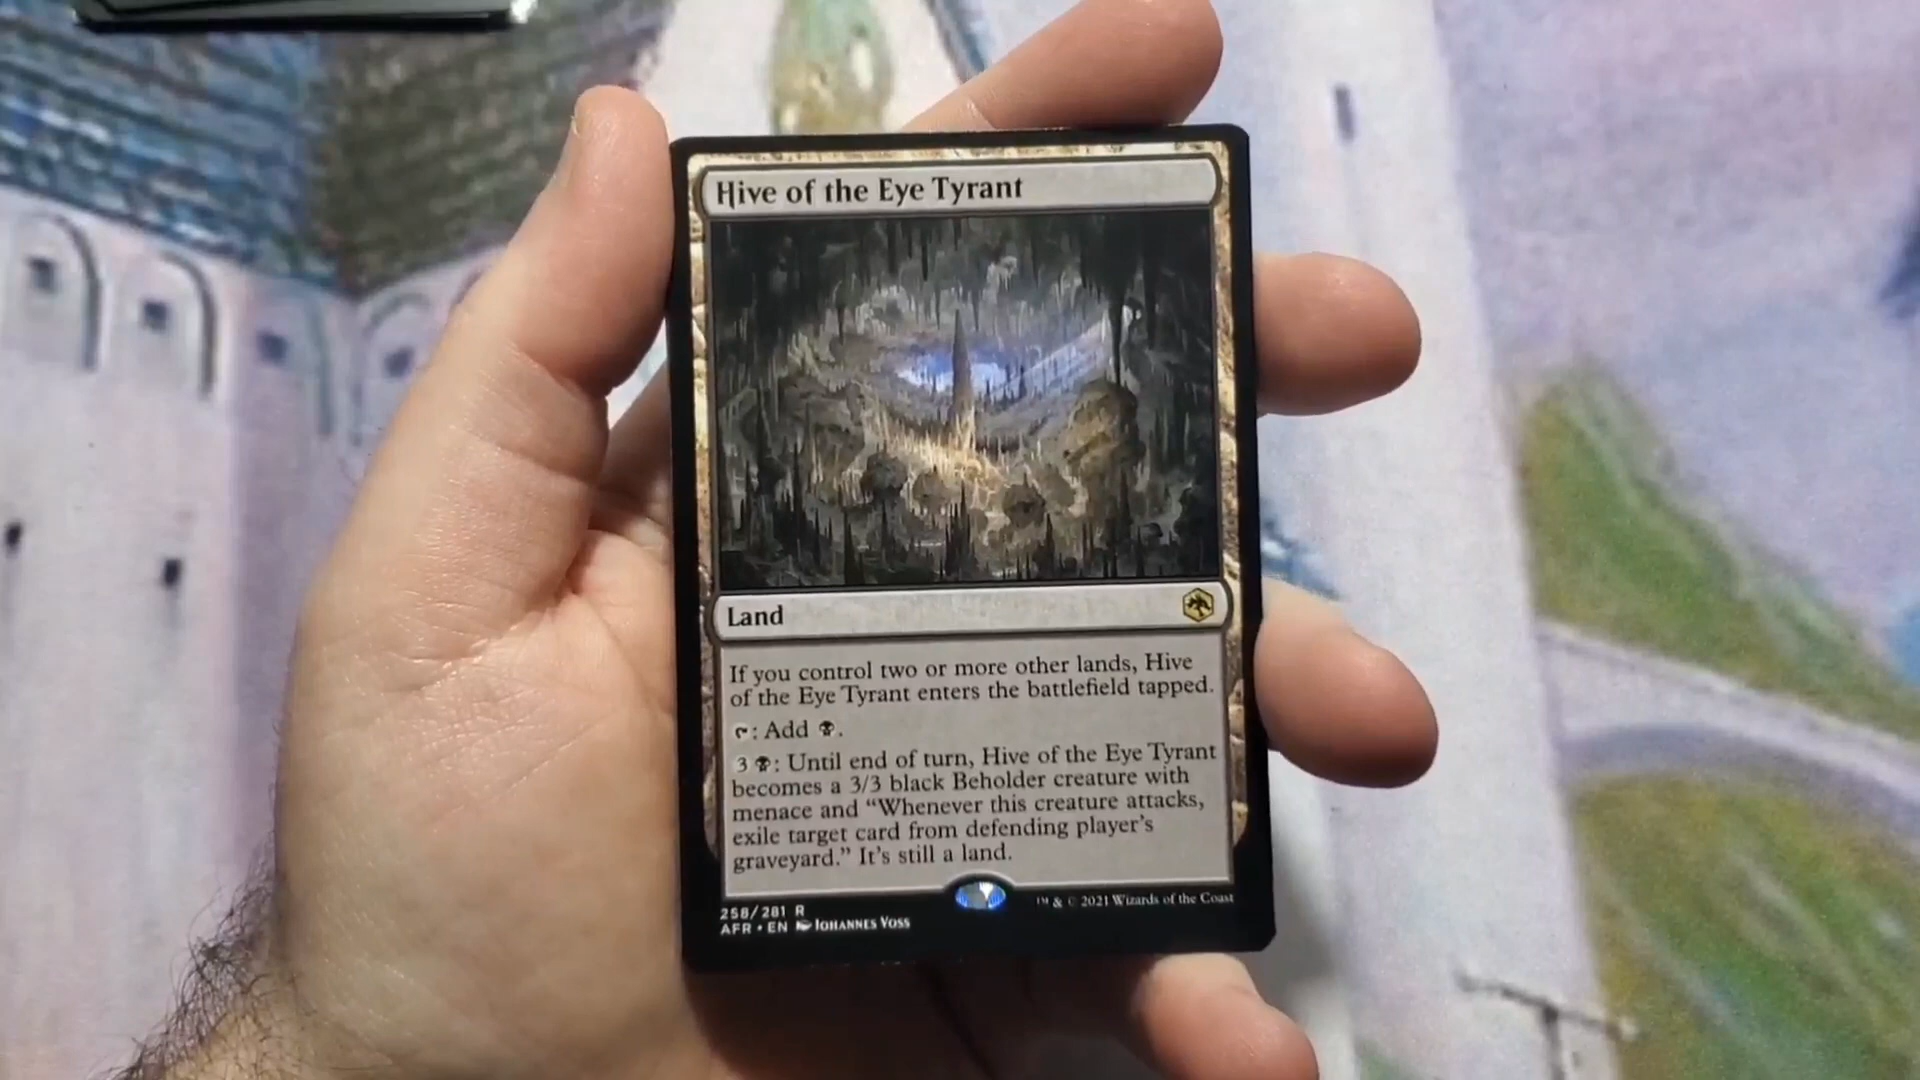 Hive of the Eye Tyrant
Land
If you control two or more other lands, Hive
of the Eye Tyrant enters the battlefield tapped.
: Add .
3 : Until end of turn, Hive of the Eye Tyrant
becomes a 3/3 black Beholder creature with
menace and “Whenever this creature attacks,
exile target card from defending player's
graveyard.” It's still a land.
258/281 R
AFR • EN Johannes Voss
™ & © 2021 Wizards of the Coast